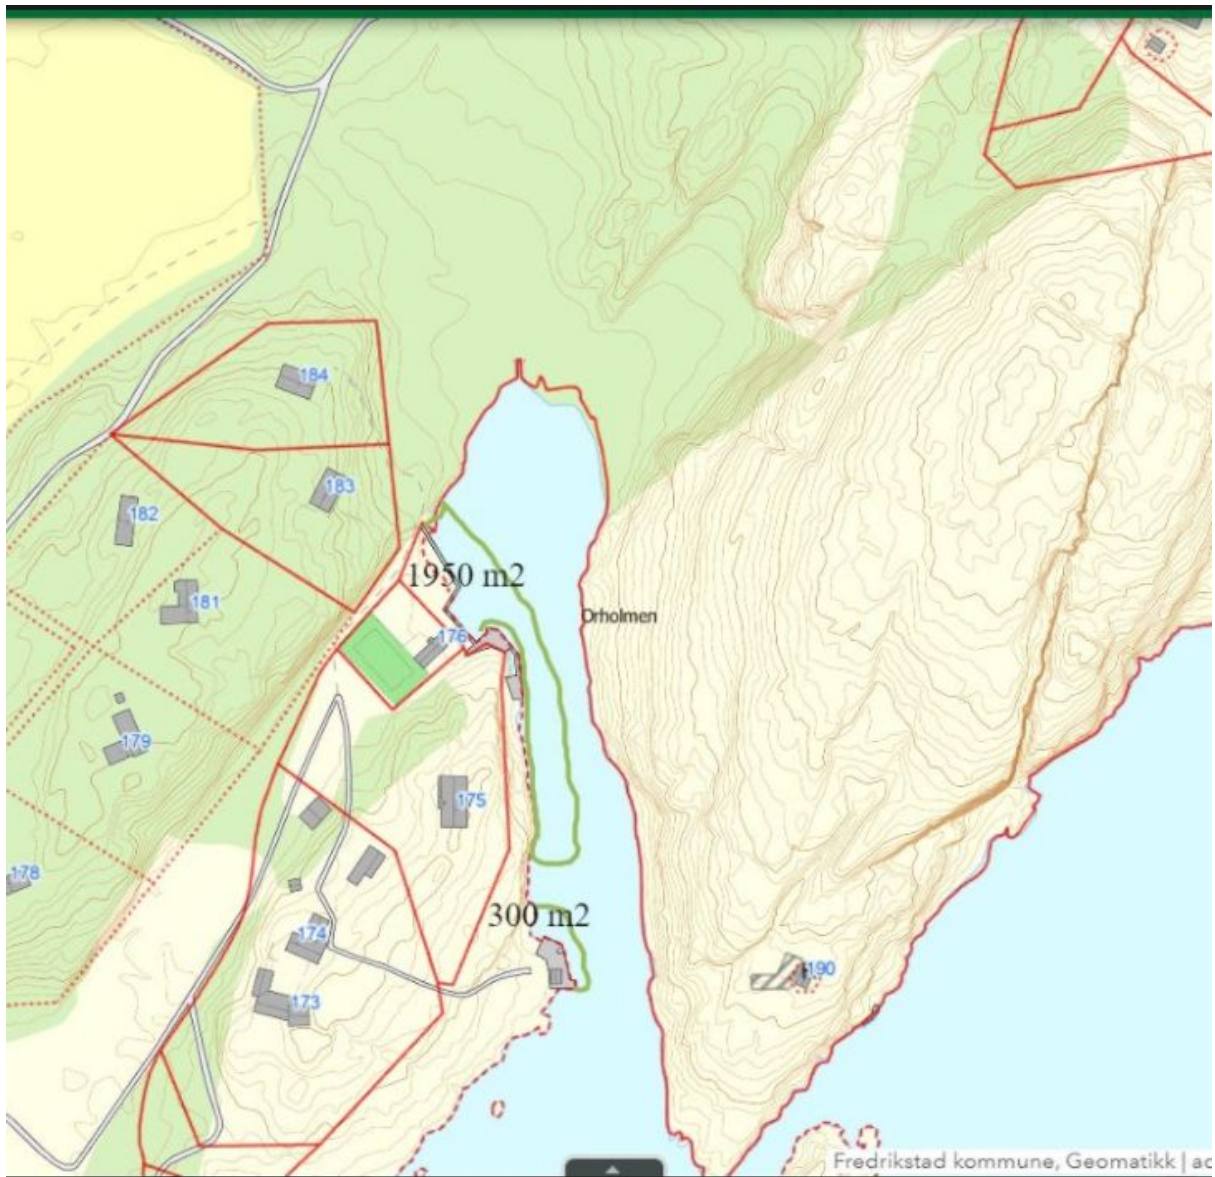 184
183
182
1950 m2
181
Orholmen
176
179
175
178
300 m2
174
190
173
Fredrikstad kommune, Geomatikk | ac